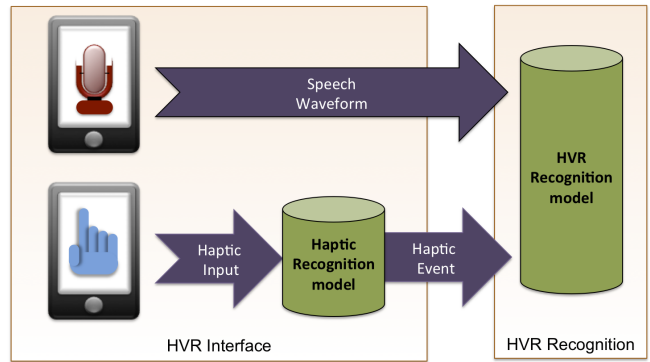 Speech
Waveform
HVR
Recognition
model
Haptic
Input
Haptic
Recognition
model
Haptic
Event
HVR Interface
HVR Recognition